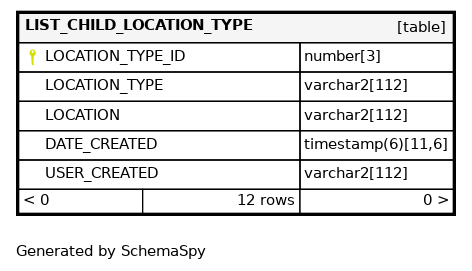 LIST_CHILD_LOCATION_TYPE [table]
LOCATION_TYPE_ID number[3]
LOCATION_TYPE varchar2[112]
LOCATION varchar2[112]
DATE_CREATED timestamp(6)[11,6]
USER_CREATED varchar2[112]
< 0 12 rows 0 >
Generated by SchemaSpy